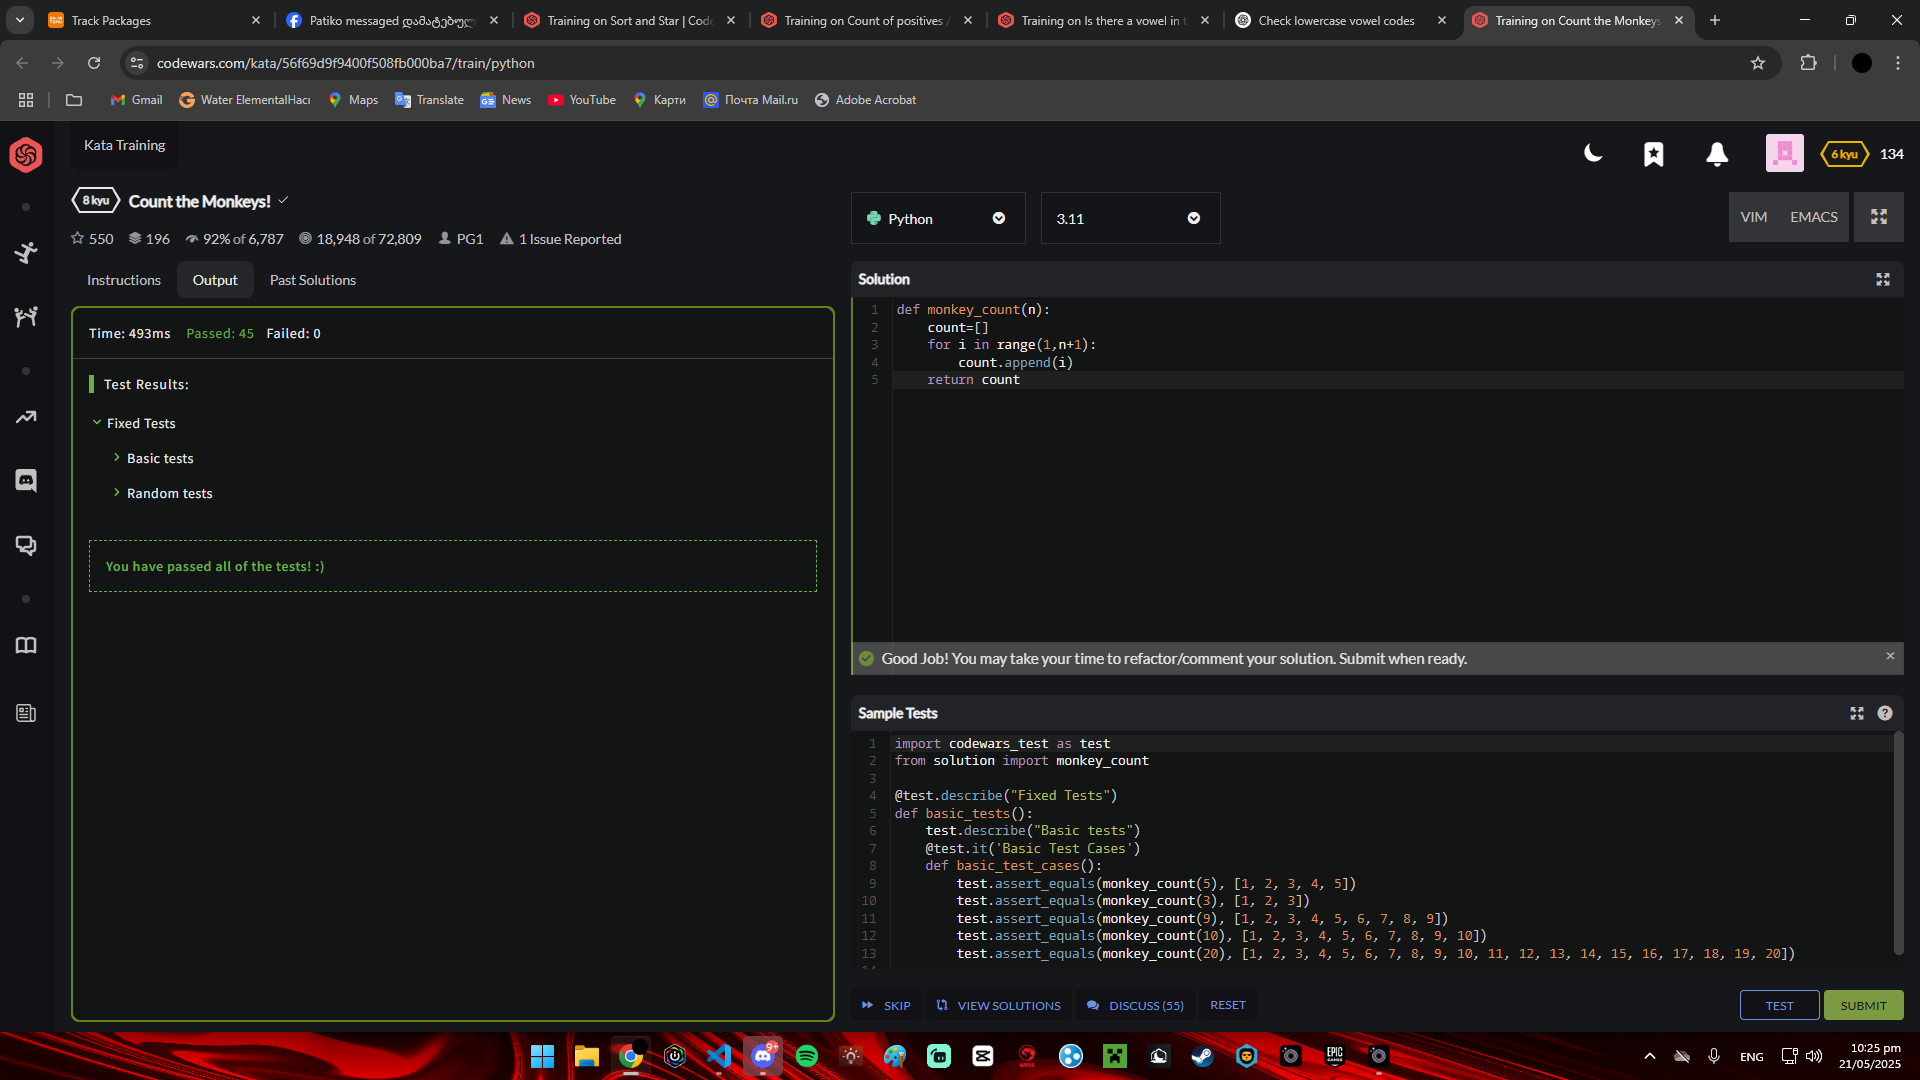 Track Packages
Patiko messaged დამატებულ
Training on Sort and Star | Code
Training on Count of positives /
Training on Is there a vowel in t
Check lowercase vowel codes
Training on Count the Monkeys
codewars.com/kata/56f69d9f9400f508fb000ba7/train/python
Gmail
Water ElementalHacı
Maps
Translate
News
YouTube
Карти
Почта Mail.ru
Adobe Acrobat
Kata Training
6 kyu
134
8 kyu
Count the Monkeys!
550
196
92% of 6,787
18,948 of 72,809
PG1
1 Issue Reported
Python
3.11
VIM
EMACS
Instructions
Output
Past Solutions
Time: 493ms Passed: 45 Failed: 0
Test Results:
Fixed Tests
Basic tests
Random tests
You have passed all of the tests! :)
Solution
1 def monkey_count(n):
2     count=[]
3     for i in range(1,n+1):
4         count.append(i)
5     return count
Good Job! You may take your time to refactor/comment your solution. Submit when ready.
Sample Tests
1 import codewars_test as test
2 from solution import monkey_count
3
4 @test.describe("Fixed Tests")
5 def basic_tests():
6     test.describe("Basic tests")
7     @test.it('Basic Test Cases')
8     def basic_test_cases():
9         test.assert_equals(monkey_count(5), [1, 2, 3, 4, 5])
10         test.assert_equals(monkey_count(3), [1, 2, 3])
11         test.assert_equals(monkey_count(9), [1, 2, 3, 4, 5, 6, 7, 8, 9])
12         test.assert_equals(monkey_count(10), [1, 2, 3, 4, 5, 6, 7, 8, 9, 10])
13         test.assert_equals(monkey_count(20), [1, 2, 3, 4, 5, 6, 7, 8, 9, 10, 11, 12, 13, 14, 15, 16, 17, 18, 19, 20])
SKIP
VIEW SOLUTIONS
DISCUSS (55)
RESET
TEST
SUBMIT
9+
EPIC
GAMES
ENG
10:25 pm
21/05/2025